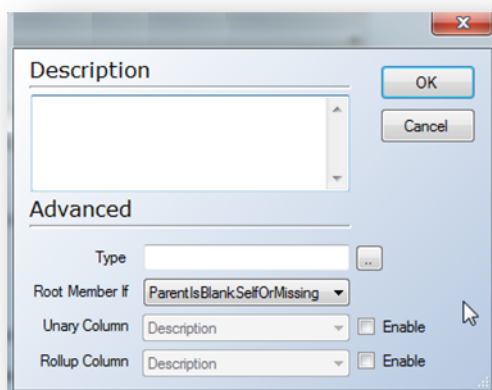 Description
OK
Cancel
Advanced
Type
..
Root Member If ParentIsBlankSelfOrMissing
Unary Column Description Enable
Rollup Column Description Enable